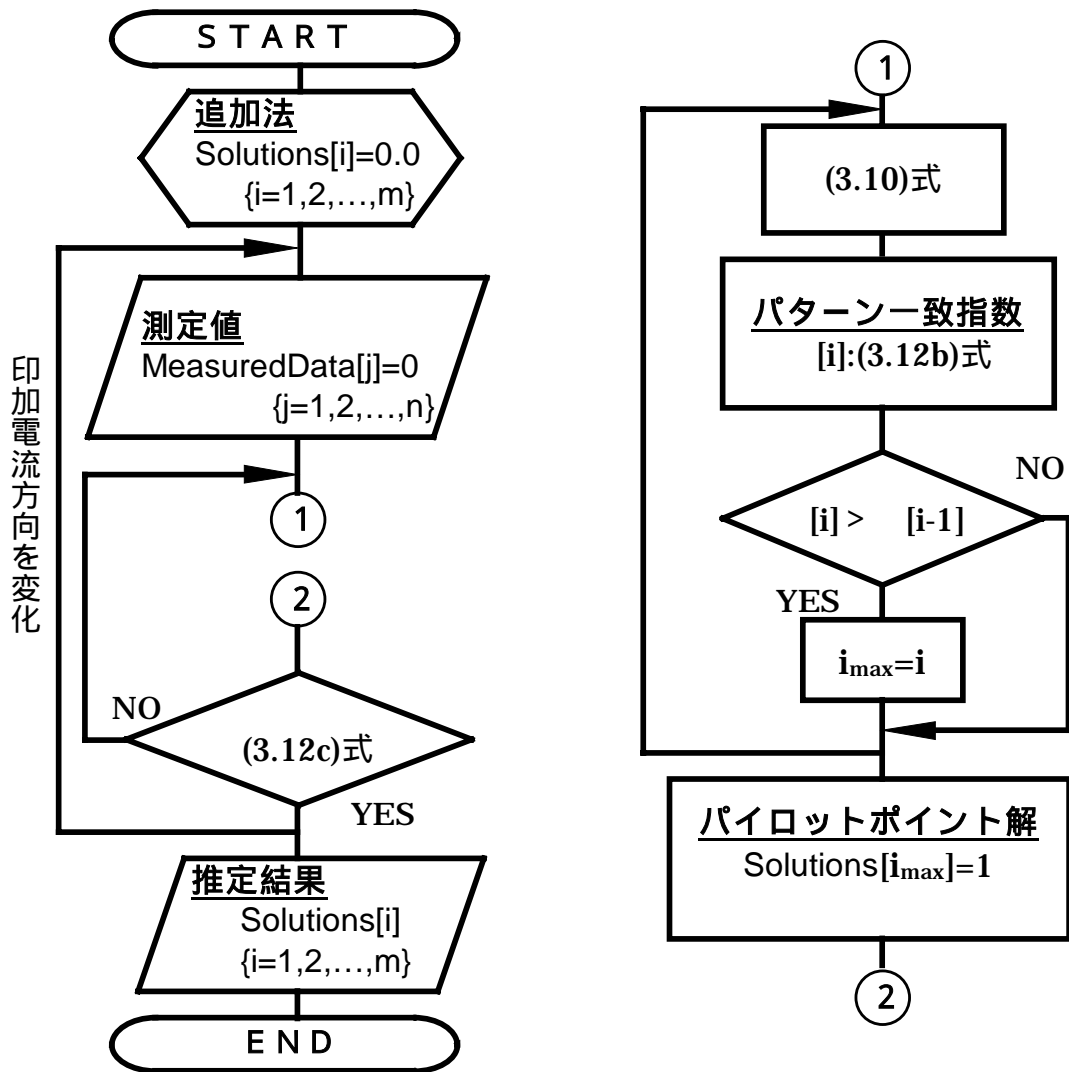 START
追加法
Solutions[i]=0.0
{i=1,2,…,m}
測定値
MeasuredData[j]=0
{j=1,2,…,n}
印加電流方向を変化
1
2
NO
(3.12c)式
YES
推定結果
Solutions[i]
{i=1,2,…,m}
END
1
(3.10)式
パターン一致指数
[i]:(3.12b)式
NO
[i] > [i-1]
YES
imax=i
パイロットポイント解
Solutions[imax]=1
2